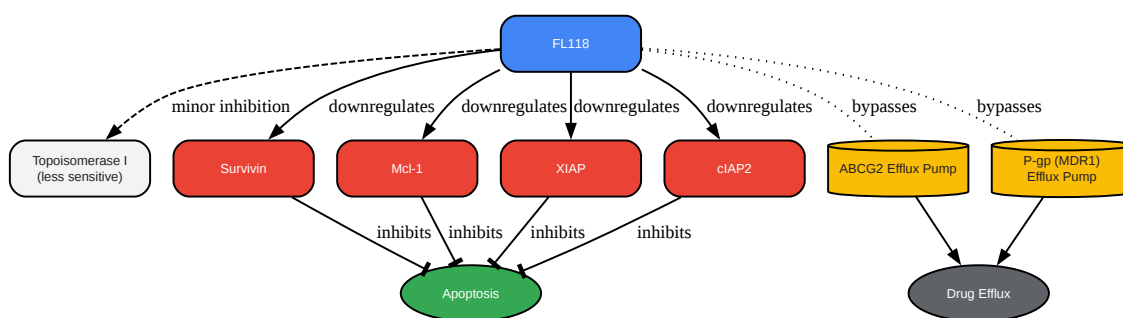 FL118
minor inhibition
downregulates
downregulates
downregulates
downregulates
bypasses
bypasses
Topoisomerase I
(less sensitive)
Survivin
Mcl-1
XIAP
cIAP2
ABCG2 Efflux Pump
P-gp (MDR1)
Efflux Pump
inhibits
inhibits
inhibits
inhibits
Apoptosis
Drug Efflux